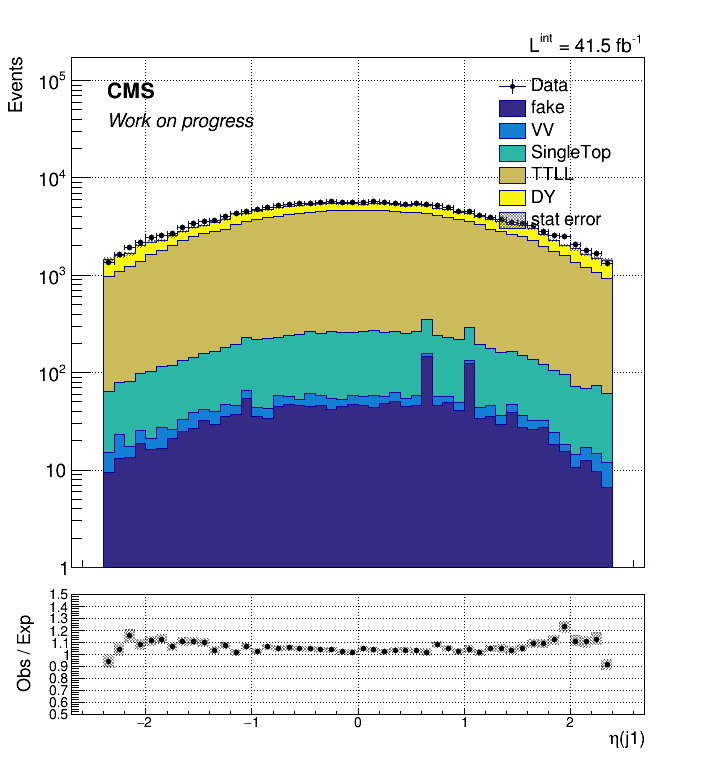 L^int = 41.5 fb^-1
Events
10^5
10^4
10^3
10^2
10
1
CMS
Work on progress
Data
fake
VV
SingleTop
TTLL
DY
stat error
Obs / Exp
1.5
1.4
1.3
1.2
1.1
1
0.9
0.8
0.7
0.6
0.5
−2
−1
0
1
2
η(j1)